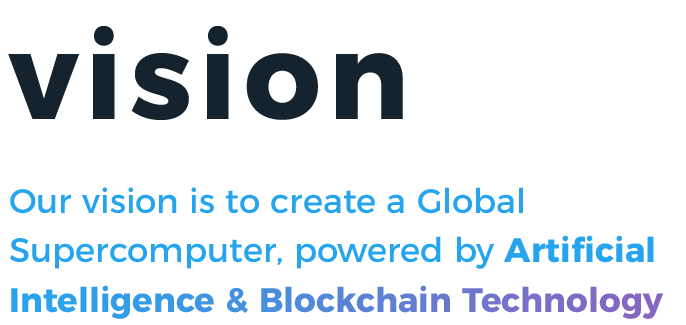 vision
Our vision is to create a Global
Supercomputer, powered by Artificial
Intelligence & Blockchain Technology